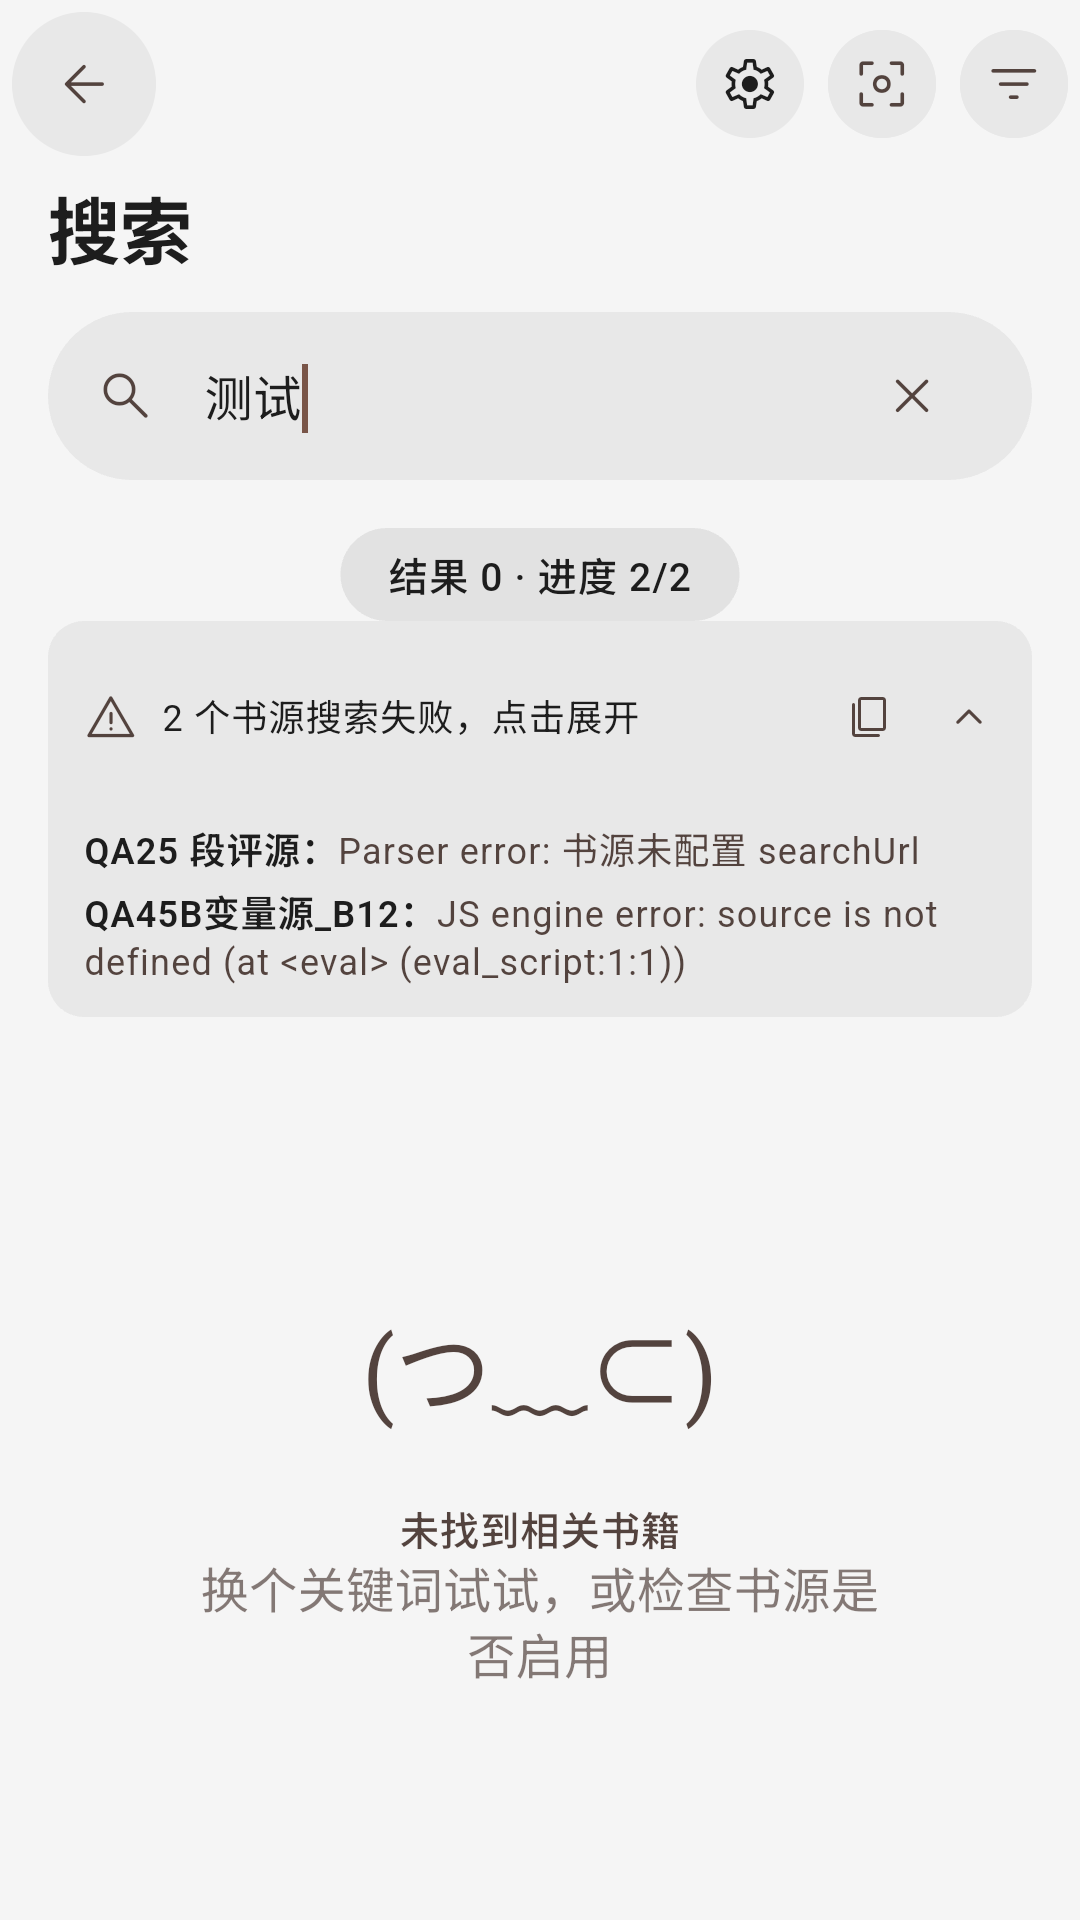 搜索
测试
结果 0 · 进度 2/2
2 个书源搜索失败，点击展开
QA25 段评源：Parser error: 书源未配置 searchUrl
QA45B变量源_B12：JS engine error: source is not
defined (at <eval> (eval_script:1:1))
(つ﹏⊂)
未找到相关书籍
换个关键词试试，或检查书源是
否启用